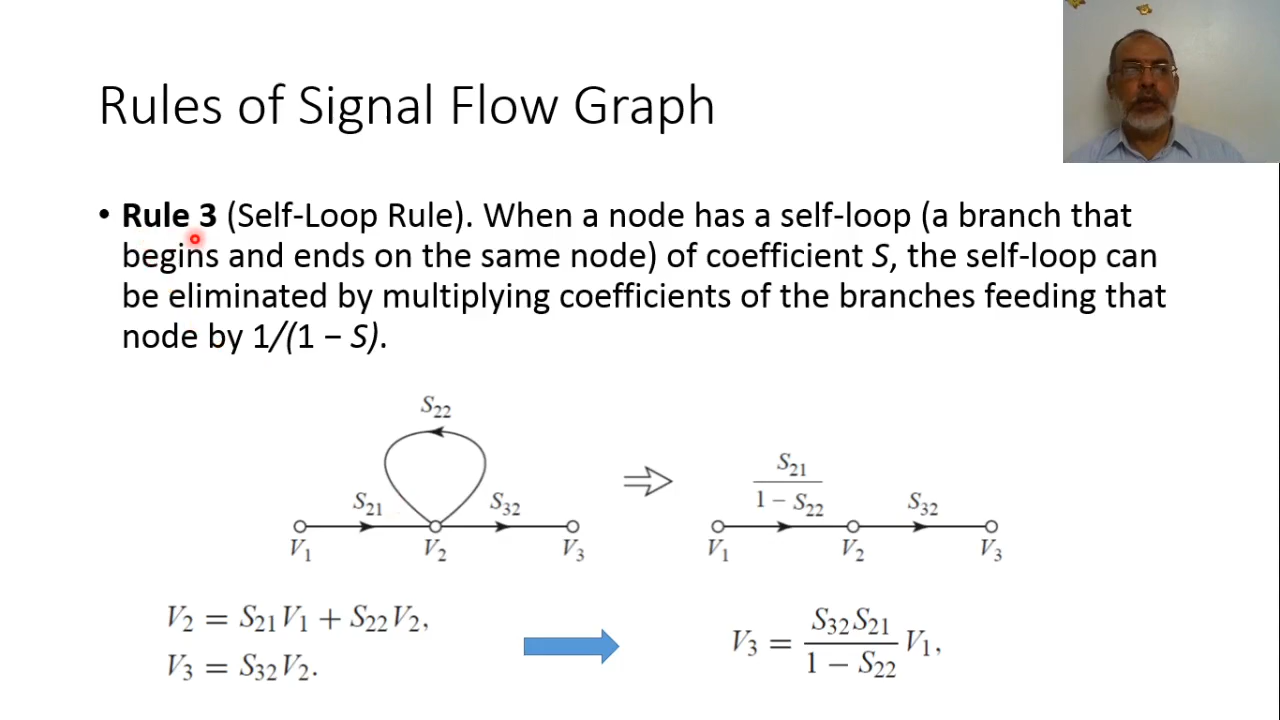 Rules of Signal Flow Graph
• Rule 3 (Self-Loop Rule). When a node has a self-loop (a branch that
begins and ends on the same node) of coefficient S, the self-loop can
be eliminated by multiplying coefficients of the branches feeding that
node by 1/(1 − S).
S22
S21
S32
V1
V2
V3
⇒
S21
1 − S22
S32
V1
V2
V3
V2 = S21V1 + S22V2,
V3 = S32V2.
V3 = S32S21 / 1 − S22 V1,